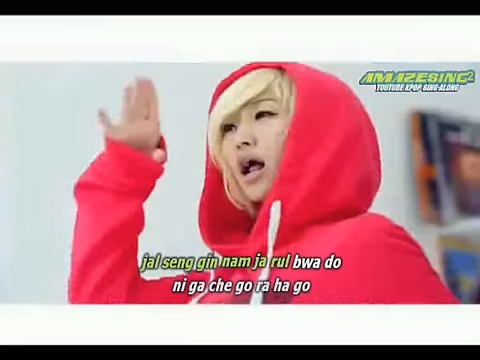 AMAZESING2
YOUTUBE KPOP SING-ALONG
jal seng gin nam ja rul bwa do
ni ga che go ra ha go